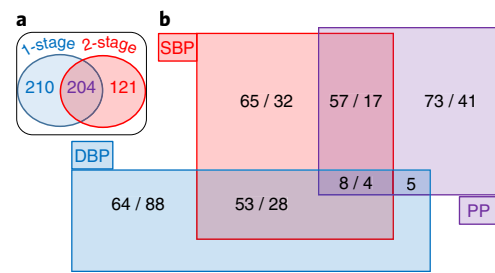 a
1-stage 2-stage
210 204 121
b
SBP
65 / 32
57 / 17
73 / 41
DBP
8 / 4
5
64 / 88
53 / 28
PP